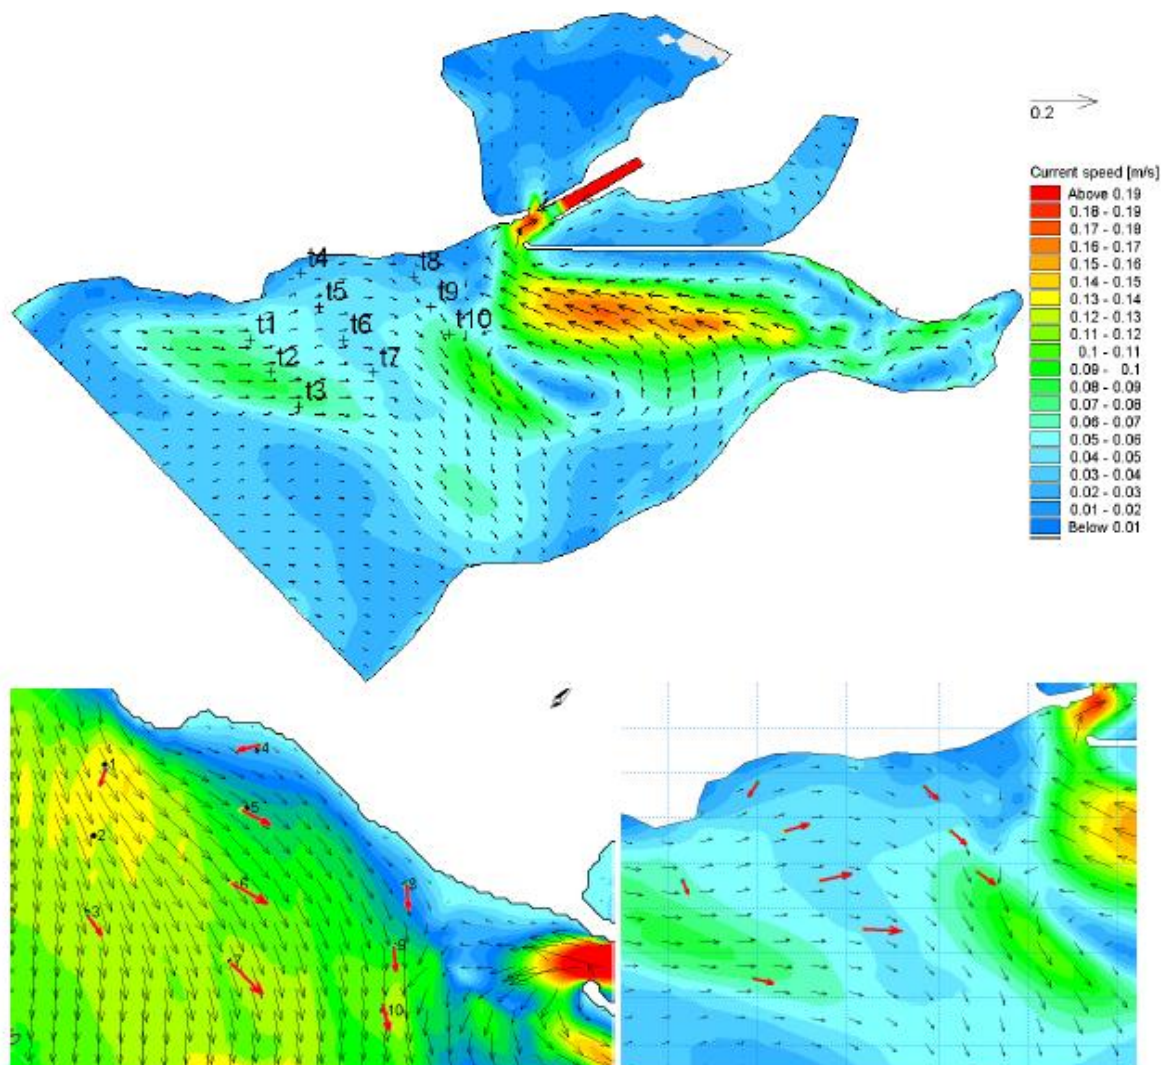 0.2
Current speed [m/s]
Above 0.19
0.18 - 0.19
0.17 - 0.18
0.16 - 0.17
0.15 - 0.16
0.14 - 0.15
0.13 - 0.14
0.12 - 0.13
0.11 - 0.12
0.1 - 0.11
0.09 - 0.1
0.08 - 0.09
0.07 - 0.08
0.06 - 0.07
0.05 - 0.06
0.04 - 0.05
0.03 - 0.04
0.02 - 0.03
0.01 - 0.02
Below 0.01
t4
t8
t5
t9
t1
t6
t10
t2
t7
t3
4
1
5
2
6
8
3
9
7
10